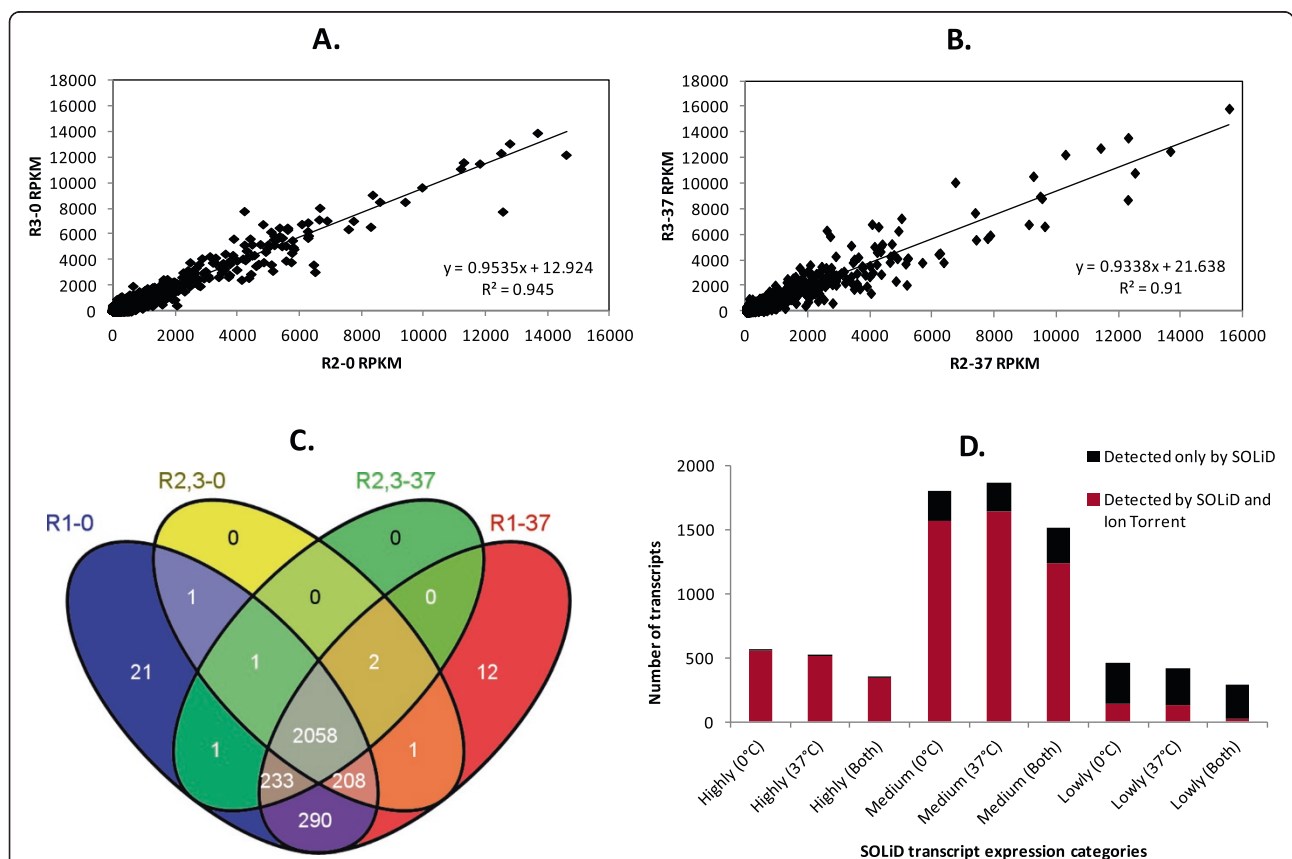 A.
18000
16000
14000
12000
10000
8000
6000
4000
2000
0
R3-0 RPKM
y = 0.9535x + 12.924
R² = 0.945
0 2000 4000 6000 8000 10000 12000 14000 16000
R2-0 RPKM
B.
18000
16000
14000
12000
10000
8000
6000
4000
2000
0
R3-37 RPKM
y = 0.9338x + 21.638
R² = 0.91
0 2000 4000 6000 8000 10000 12000 14000 16000
R2-37 RPKM
C.
R2,3-0
R2,3-37
R1-0
R1-37
0
0
1
0
0
21
1
2
12
1
2058
1
233
208
290
D.
Detected only by SOLiD
Detected by SOLiD and
Ion Torrent
2000
1500
1000
500
0
Number of transcripts
Highly (0°C)
Highly (37°C)
Highly (Both)
Medium (0°C)
Medium (37°C)
Medium (Both)
Lowly (0°C)
Lowly (37°C)
Lowly (Both)
SOLiD transcript expression categories